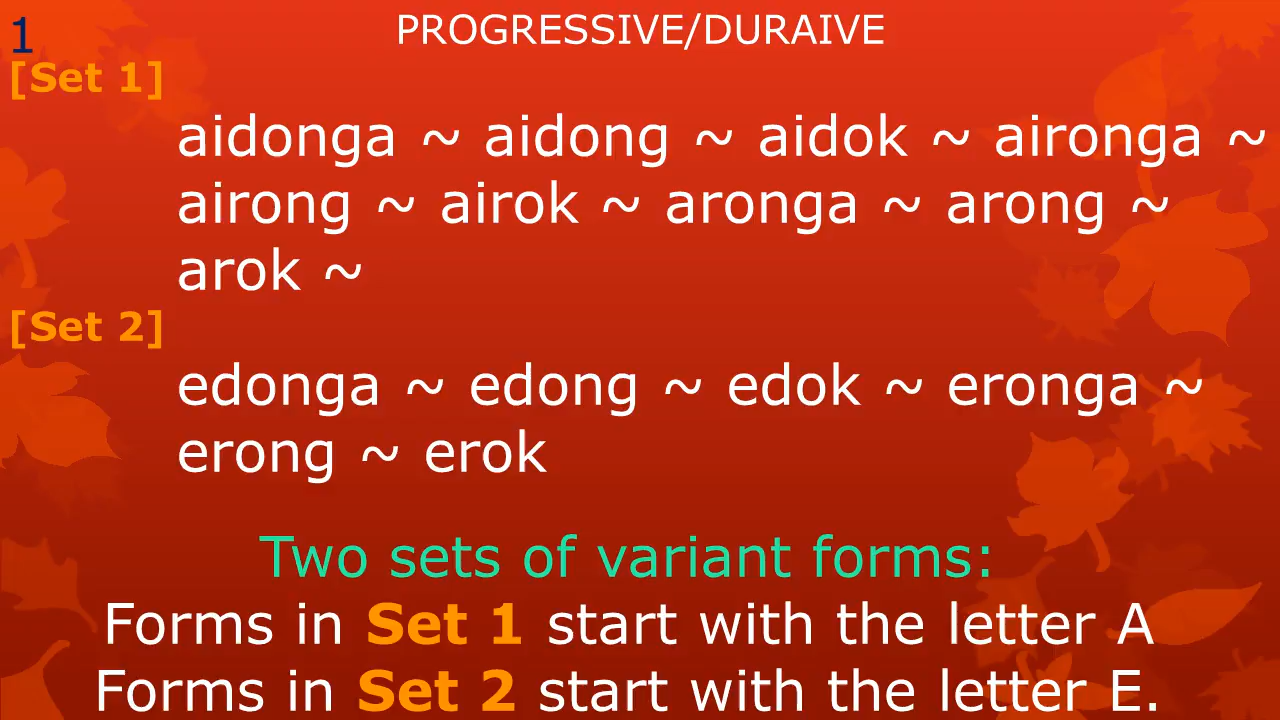 1
PROGRESSIVE/DURAIVE
[Set 1]
aidonga ~ aidong ~ aidok ~ aironga ~
airong ~ airok ~ aronga ~ arong ~
arok ~
[Set 2]
edonga ~ edong ~ edok ~ eronga ~
erong ~ erok
Two sets of variant forms:
Forms in Set 1 start with the letter A
Forms in Set 2 start with the letter E.